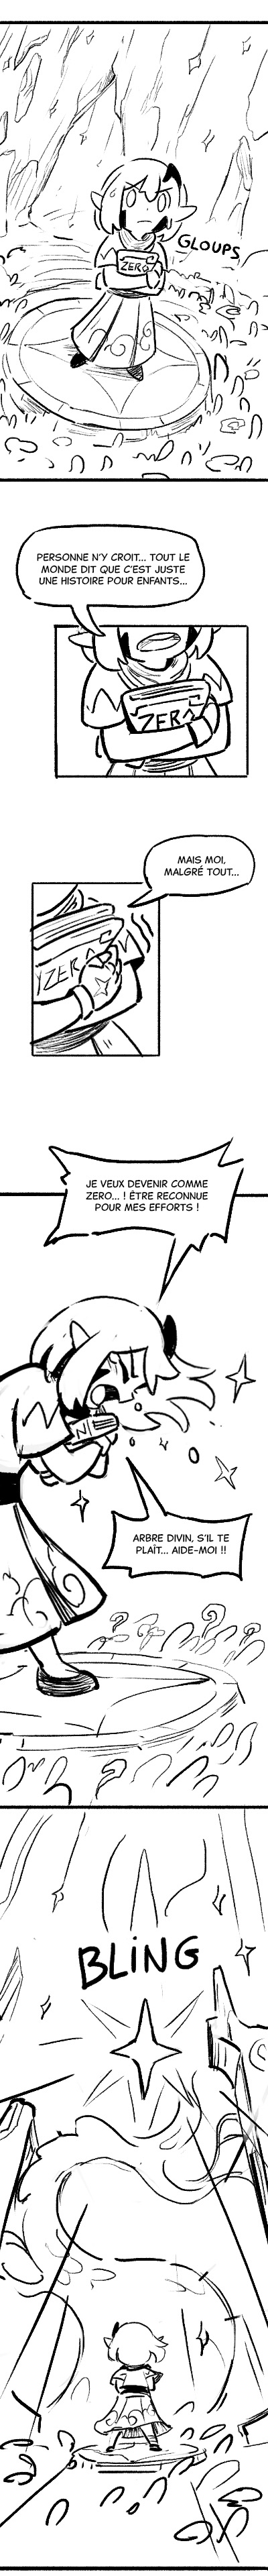 GLOUPS
ZERO
PERSONNE N'Y CROIT... TOUT LE
MONDE DIT QUE C'EST JUSTE
UNE HISTOIRE POUR ENFANTS...
ZERO
MAIS MOI,
MALGRÉ TOUT...
ZERO
JE VEUX DEVENIR COMME
ZERO... ! ÊTRE RECONNUE
POUR MES EFFORTS !
ARBRE DIVIN, S'IL TE
PLAÎT... AIDE-MOI !!
BLING